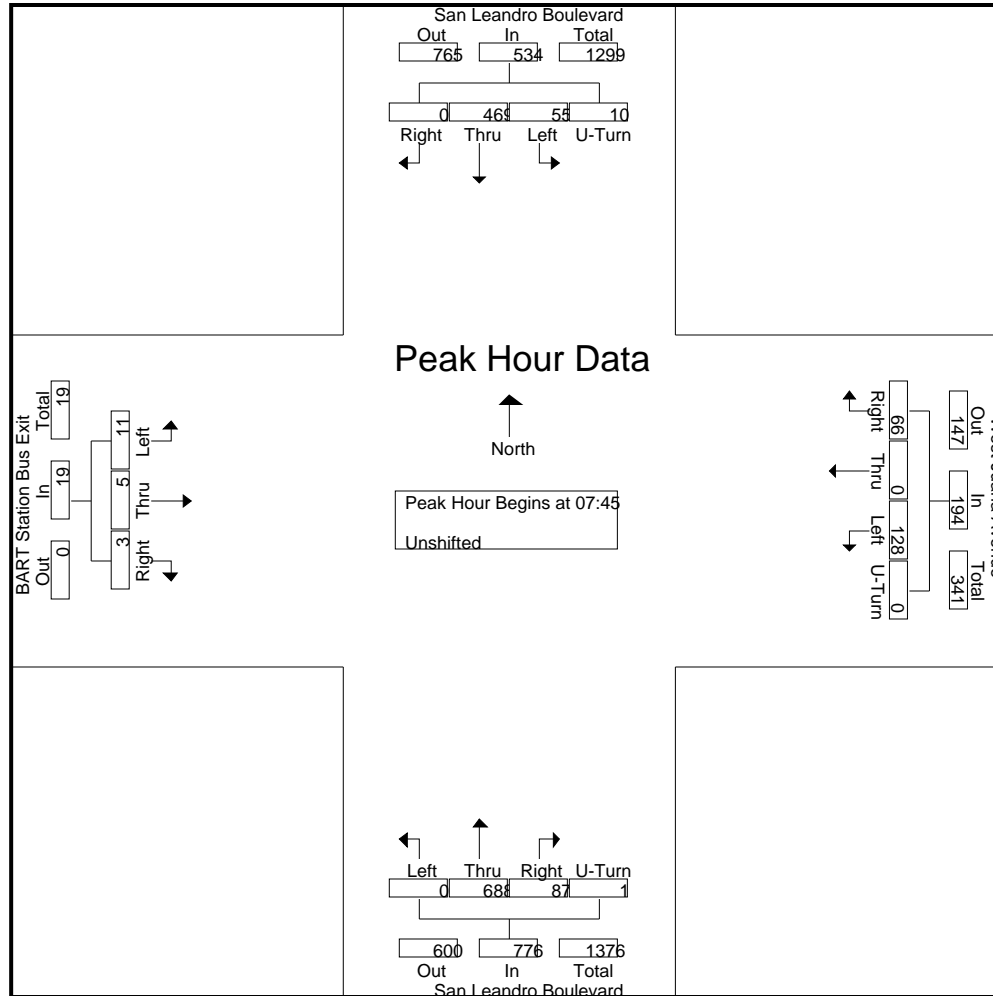 San Leandro Boulevard
Out In Total
765 534 1299
0 469 55 10
Right Thru Left U-Turn
Peak Hour Data
North
Peak Hour Begins at 07:45
Unshifted
BART Station Bus Exit
Total In Out
19 19 0
11 5 3
Left Thru Right
Right Thru Left U-Turn
66 0 128 0
Out In Total
147 194 341
Left Thru Right U-Turn
0 688 87 1
600 776 1376
Out In Total
San Leandro Boulevard